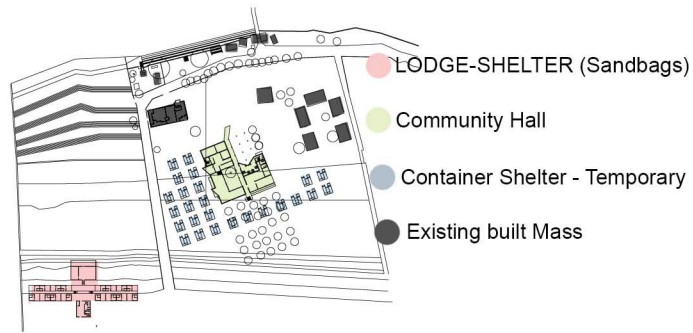 LODGE-SHELTER (Sandbags)
Community Hall
Container Shelter - Temporary
Existing built Mass